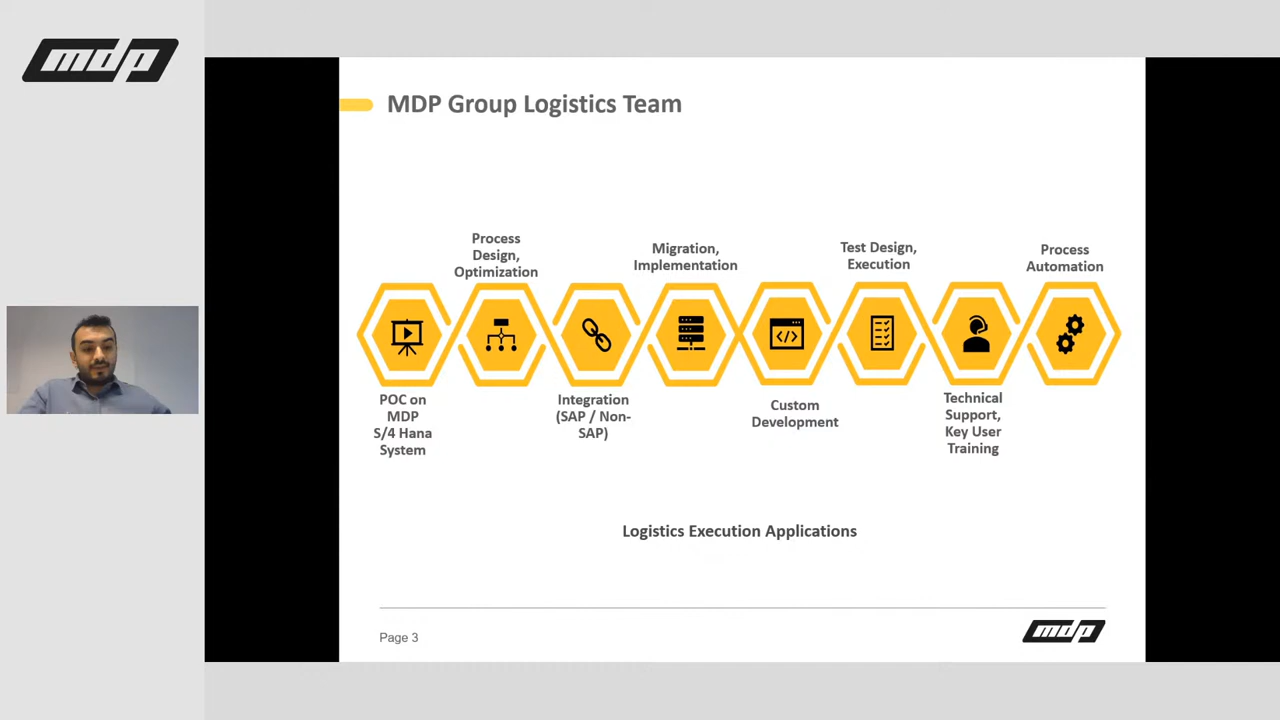 mdp
MDP Group Logistics Team
Process
Design,
Optimization
Migration,
Implementation
Test Design,
Execution
Process
Automation
POC on
MDP
S/4 Hana
System
Integration
(SAP / Non-
SAP)
Custom
Development
Technical
Support,
Key User
Training
Logistics Execution Applications
Page 3
mdp